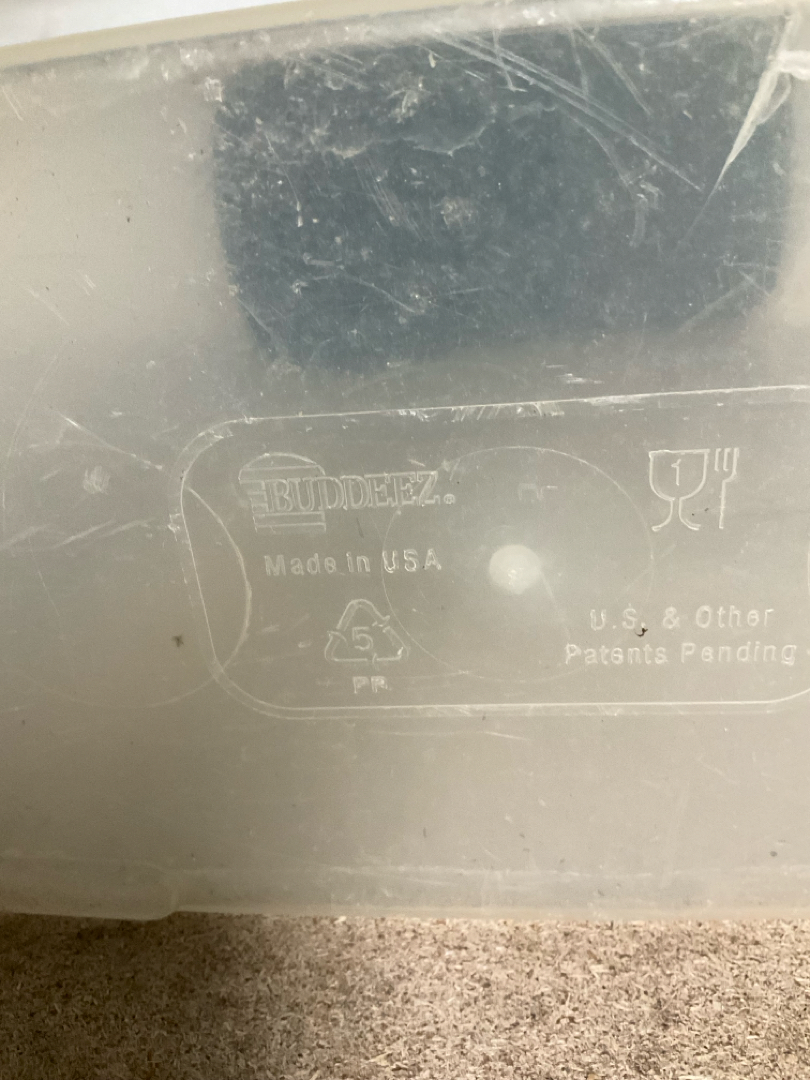 BUDDEEZ®
1
Made in USA
5
PP
U.S. & Other
Patents Pending